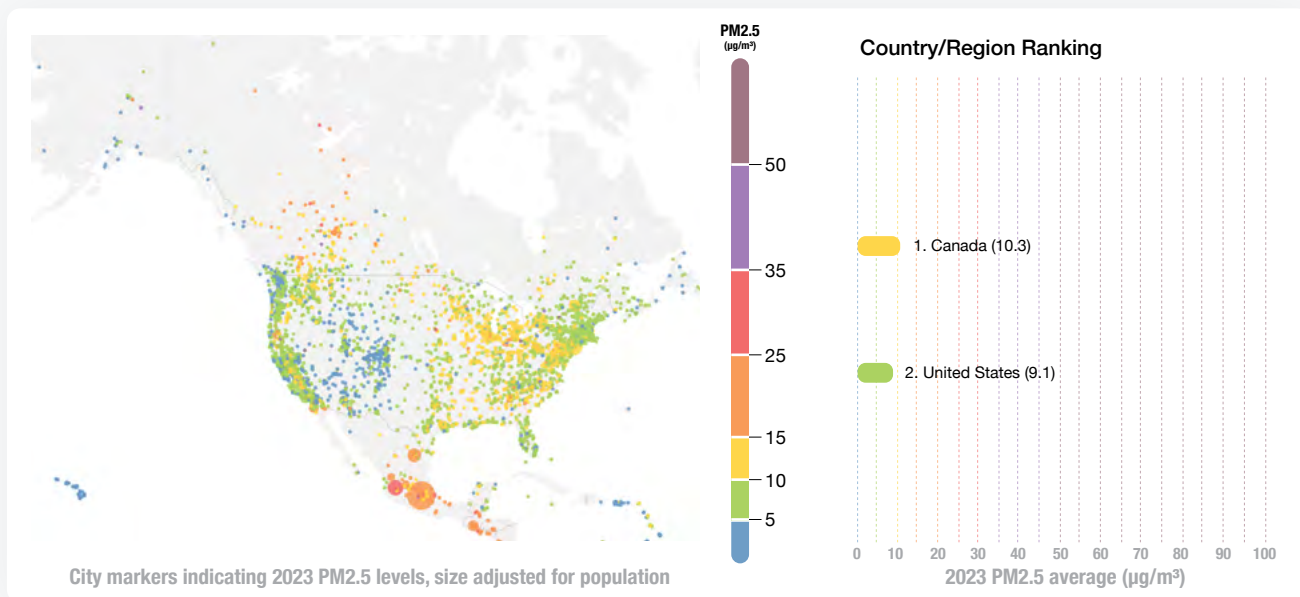 PM2.5
(µg/m³)
50
35
25
15
10
5
City markers indicating 2023 PM2.5 levels, size adjusted for population
Country/Region Ranking
1. Canada (10.3)
2. United States (9.1)
0 10 20 30 40 50 60 70 80 90 100
2023 PM2.5 average (µg/m³)